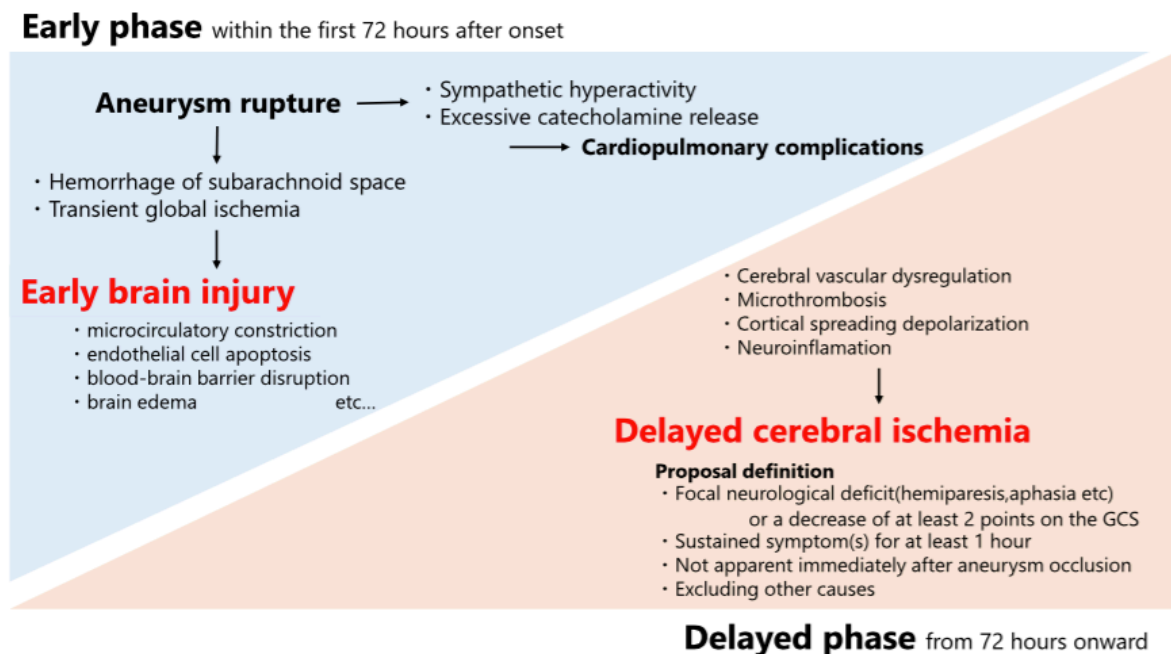 Early phase within the first 72 hours after onset
Aneurysm rupture
・Sympathetic hyperactivity
・Excessive catecholamine release
Cardiopulmonary complications
・Hemorrhage of subarachnoid space
・Transient global ischemia
Early brain injury
・microcirculatory constriction
・endothelial cell apoptosis
・blood-brain barrier disruption
・brain edema etc...
・Cerebral vascular dysregulation
・Microthrombosis
・Cortical spreading depolarization
・Neuroinflamation
Delayed cerebral ischemia
Proposal definition
・Focal neurological deficit(hemiparesis,aphasia etc)
or a decrease of at least 2 points on the GCS
・Sustained symptom(s) for at least 1 hour
・Not apparent immediately after aneurysm occlusion
・Excluding other causes
Delayed phase from 72 hours onward